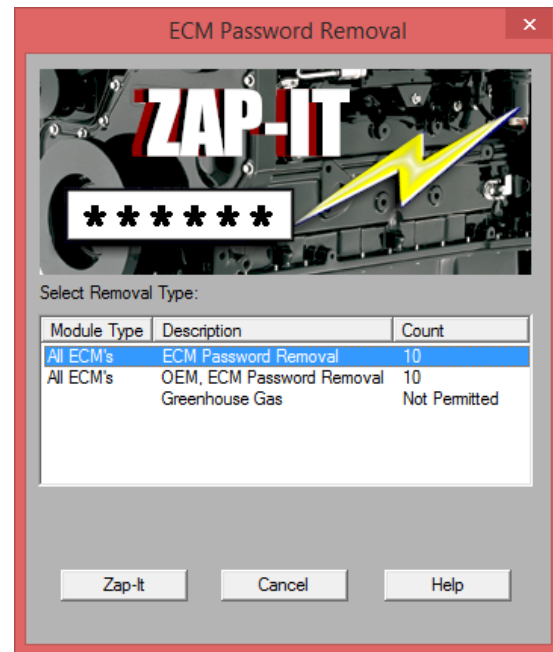 ECM Password Removal
×
ZAP-IT
******
Select Removal Type:
Module Type Description Count
All ECM's ECM Password Removal 10
All ECM's OEM, ECM Password Removal 10
Greenhouse Gas Not Permitted
Zap-It Cancel Help